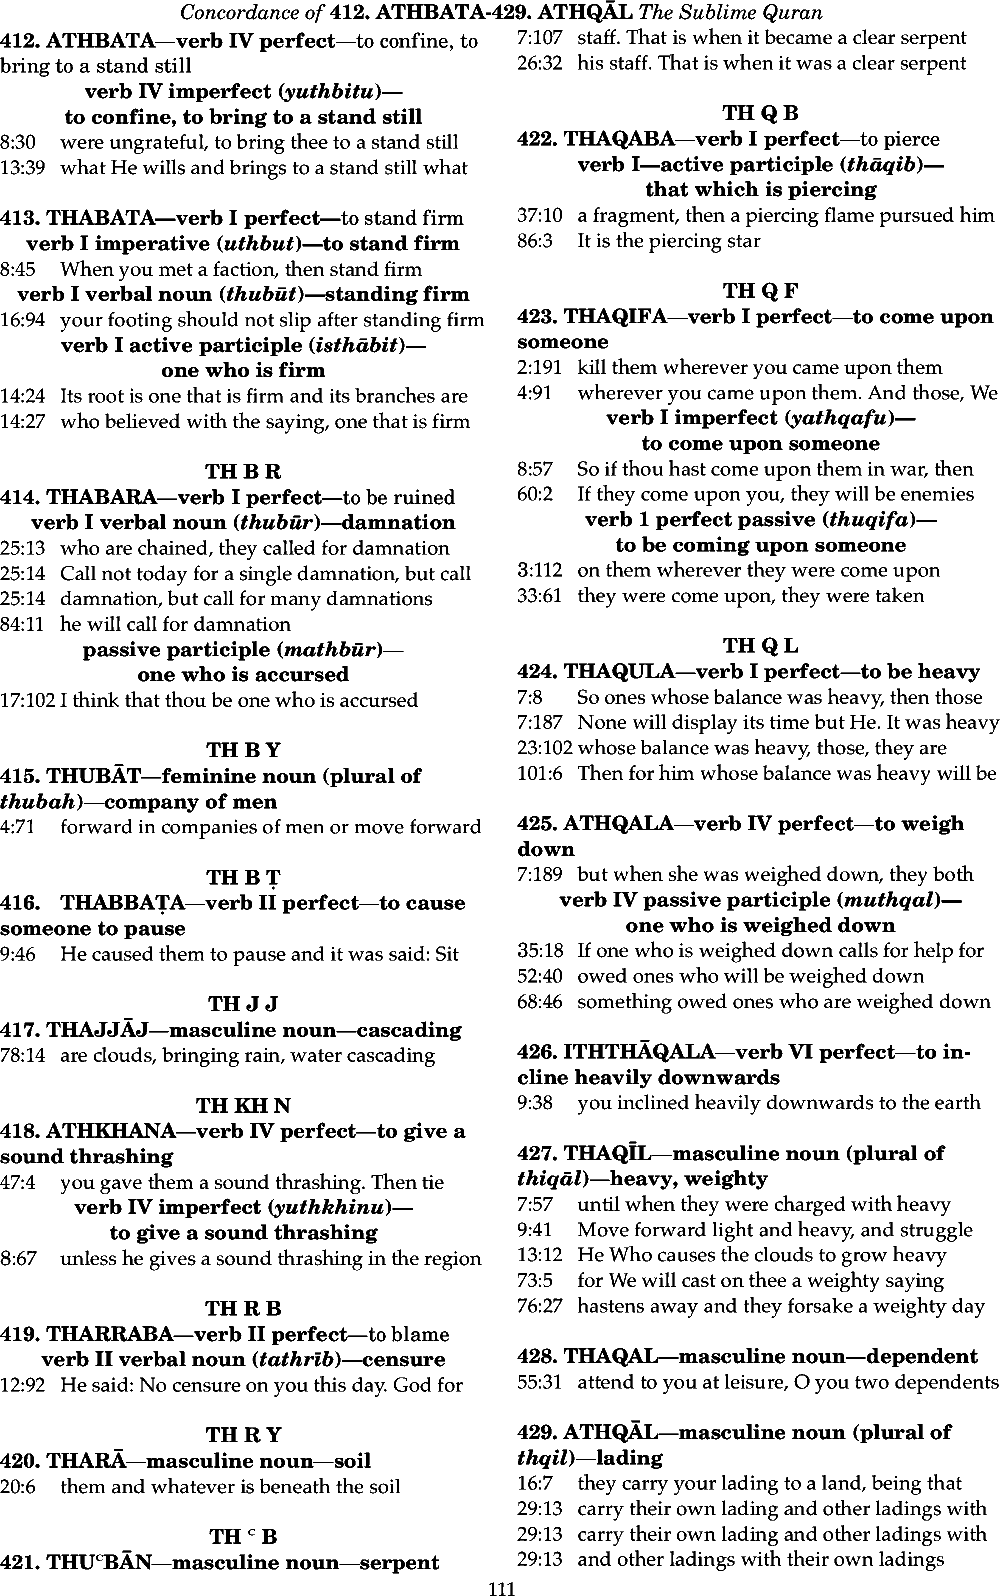 Concordance of 412. ATHBATA-429. ATHQĀL The Sublime Quran
412. ATHBATA—verb IV perfect—to confine, to
bring to a stand still
verb IV imperfect (yuthbitu)—
to confine, to bring to a stand still
8:30 were ungrateful, to bring thee to a stand still
13:39 what He wills and brings to a stand still what
413. THABATA—verb I perfect—to stand firm
verb I imperative (uthbut)—to stand firm
8:45 When you met a faction, then stand firm
verb I verbal noun (thubūt)—standing firm
16:94 your footing should not slip after standing firm
verb I active participle (isthābit)—
one who is firm
14:24 Its root is one that is firm and its branches are
14:27 who believed with the saying, one that is firm
TH B R
414. THABARA—verb I perfect—to be ruined
verb I verbal noun (thubūr)—damnation
25:13 who are chained, they called for damnation
25:14 Call not today for a single damnation, but call
25:14 damnation, but call for many damnations
84:11 he will call for damnation
passive participle (mathbūr)—
one who is accursed
17:102 I think that thou be one who is accursed
TH B Y
415. THUBĀT—feminine noun (plural of
thubah)—company of men
4:71 forward in companies of men or move forward
TH B Ṭ
416. THABBAṬA—verb II perfect—to cause
someone to pause
9:46 He caused them to pause and it was said: Sit
TH J J
417. THAJJĀJ—masculine noun—cascading
78:14 are clouds, bringing rain, water cascading
TH KH N
418. ATHKHANA—verb IV perfect—to give a
sound thrashing
47:4 you gave them a sound thrashing. Then tie
verb IV imperfect (yuthkhinu)—
to give a sound thrashing
8:67 unless he gives a sound thrashing in the region
TH R B
419. THARRABA—verb II perfect—to blame
verb II verbal noun (tathrīb)—censure
12:92 He said: No censure on you this day. God for
TH R Y
420. THARĀ—masculine noun—soil
20:6 them and whatever is beneath the soil
TH ᶜ B
421. THUᶜBĀN—masculine noun—serpent
7:107 staff. That is when it became a clear serpent
26:32 his staff. That is when it was a clear serpent
TH Q B
422. THAQABA—verb I perfect—to pierce
verb I—active participle (thāqib)—
that which is piercing
37:10 a fragment, then a piercing flame pursued him
86:3 It is the piercing star
TH Q F
423. THAQIFA—verb I perfect—to come upon
someone
2:191 kill them wherever you came upon them
4:91 wherever you came upon them. And those, We
verb I imperfect (yathqafu)—
to come upon someone
8:57 So if thou hast come upon them in war, then
60:2 If they come upon you, they will be enemies
verb 1 perfect passive (thuqifa)—
to be coming upon someone
3:112 on them wherever they were come upon
33:61 they were come upon, they were taken
TH Q L
424. THAQULA—verb I perfect—to be heavy
7:8 So ones whose balance was heavy, then those
7:187 None will display its time but He. It was heavy
23:102 whose balance was heavy, those, they are
101:6 Then for him whose balance was heavy will be
425. ATHQALA—verb IV perfect—to weigh
down
7:189 but when she was weighed down, they both
verb IV passive participle (muthqal)—
one who is weighed down
35:18 If one who is weighed down calls for help for
52:40 owed ones who will be weighed down
68:46 something owed ones who are weighed down
426. ITHTHĀQALA—verb VI perfect—to in-
cline heavily downwards
9:38 you inclined heavily downwards to the earth
427. THAQĪL—masculine noun (plural of
thiqāl)—heavy, weighty
7:57 until when they were charged with heavy
9:41 Move forward light and heavy, and struggle
13:12 He Who causes the clouds to grow heavy
73:5 for We will cast on thee a weighty saying
76:27 hastens away and they forsake a weighty day
428. THAQAL—masculine noun—dependent
55:31 attend to you at leisure, O you two dependents
429. ATHQĀL—masculine noun (plural of
thqil)—lading
16:7 they carry your lading to a land, being that
29:13 carry their own lading and other ladings with
29:13 carry their own lading and other ladings with
29:13 and other ladings with their own ladings
111